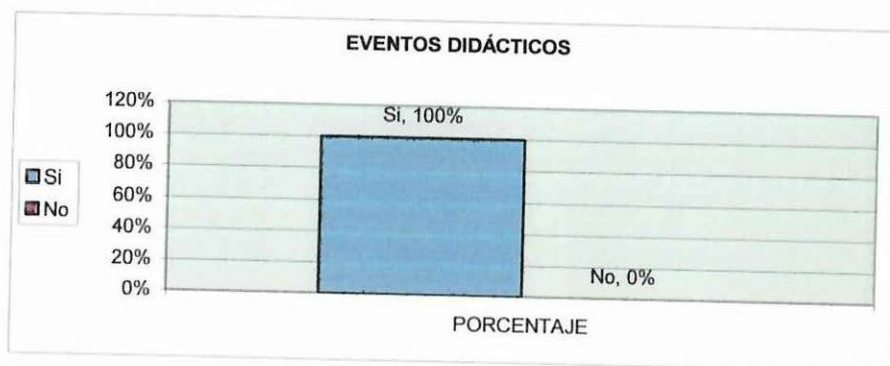 EVENTOS DIDÁCTICOS
120%
100%
80%
60%
40%
20%
0%
Si, 100%
No, 0%
Si
No
PORCENTAJE